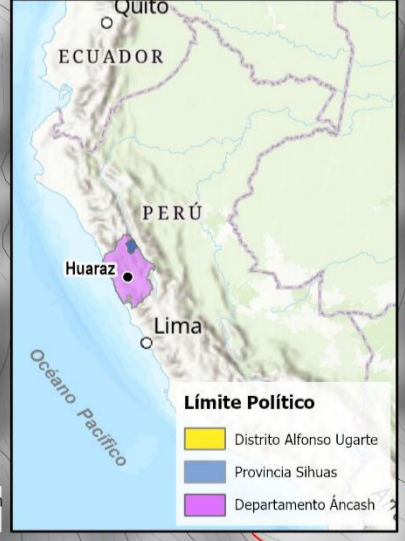 Quito
ECUADOR
PERÚ
Huaraz
Lima
Océano Pacífico
Límite Político
Distrito Alfonso Ugarte
Provincia Sihuas
Departamento Áncash